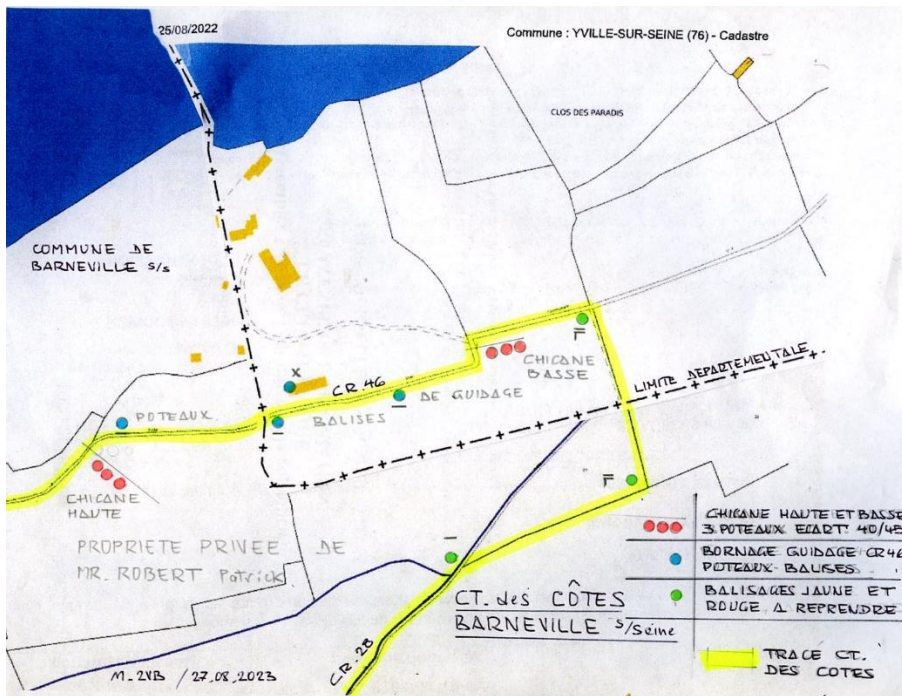 25/08/2022
Commune : YVILLE-SUR-SEINE (76) - Cadastre
CLOS DES PARADIS
COMMUNE DE
BARNEVILLE s/s
LIMITE DEPARTEMENTALE
CHICANE
BASSE
CR.46
X
POTEAUX
BALISES
DE GUIDAGE
CHICANE
HAUTE
PROPRIETE PRIVEE DE
MR. ROBERT Patrick
CHICANE HAUTE ET BASSE
3 POTEAUX ECART: 40/45
BORNAGE GUIDAGE CR46
POTEAUX-BALISES
BALISAGES JAUNE ET
ROUGE A REPRENDRE
CT. des CÔTES
BARNEVILLE s/Seine
TRACE CT.
DES COTES
M-2VB / 27.08.2023
CR.28